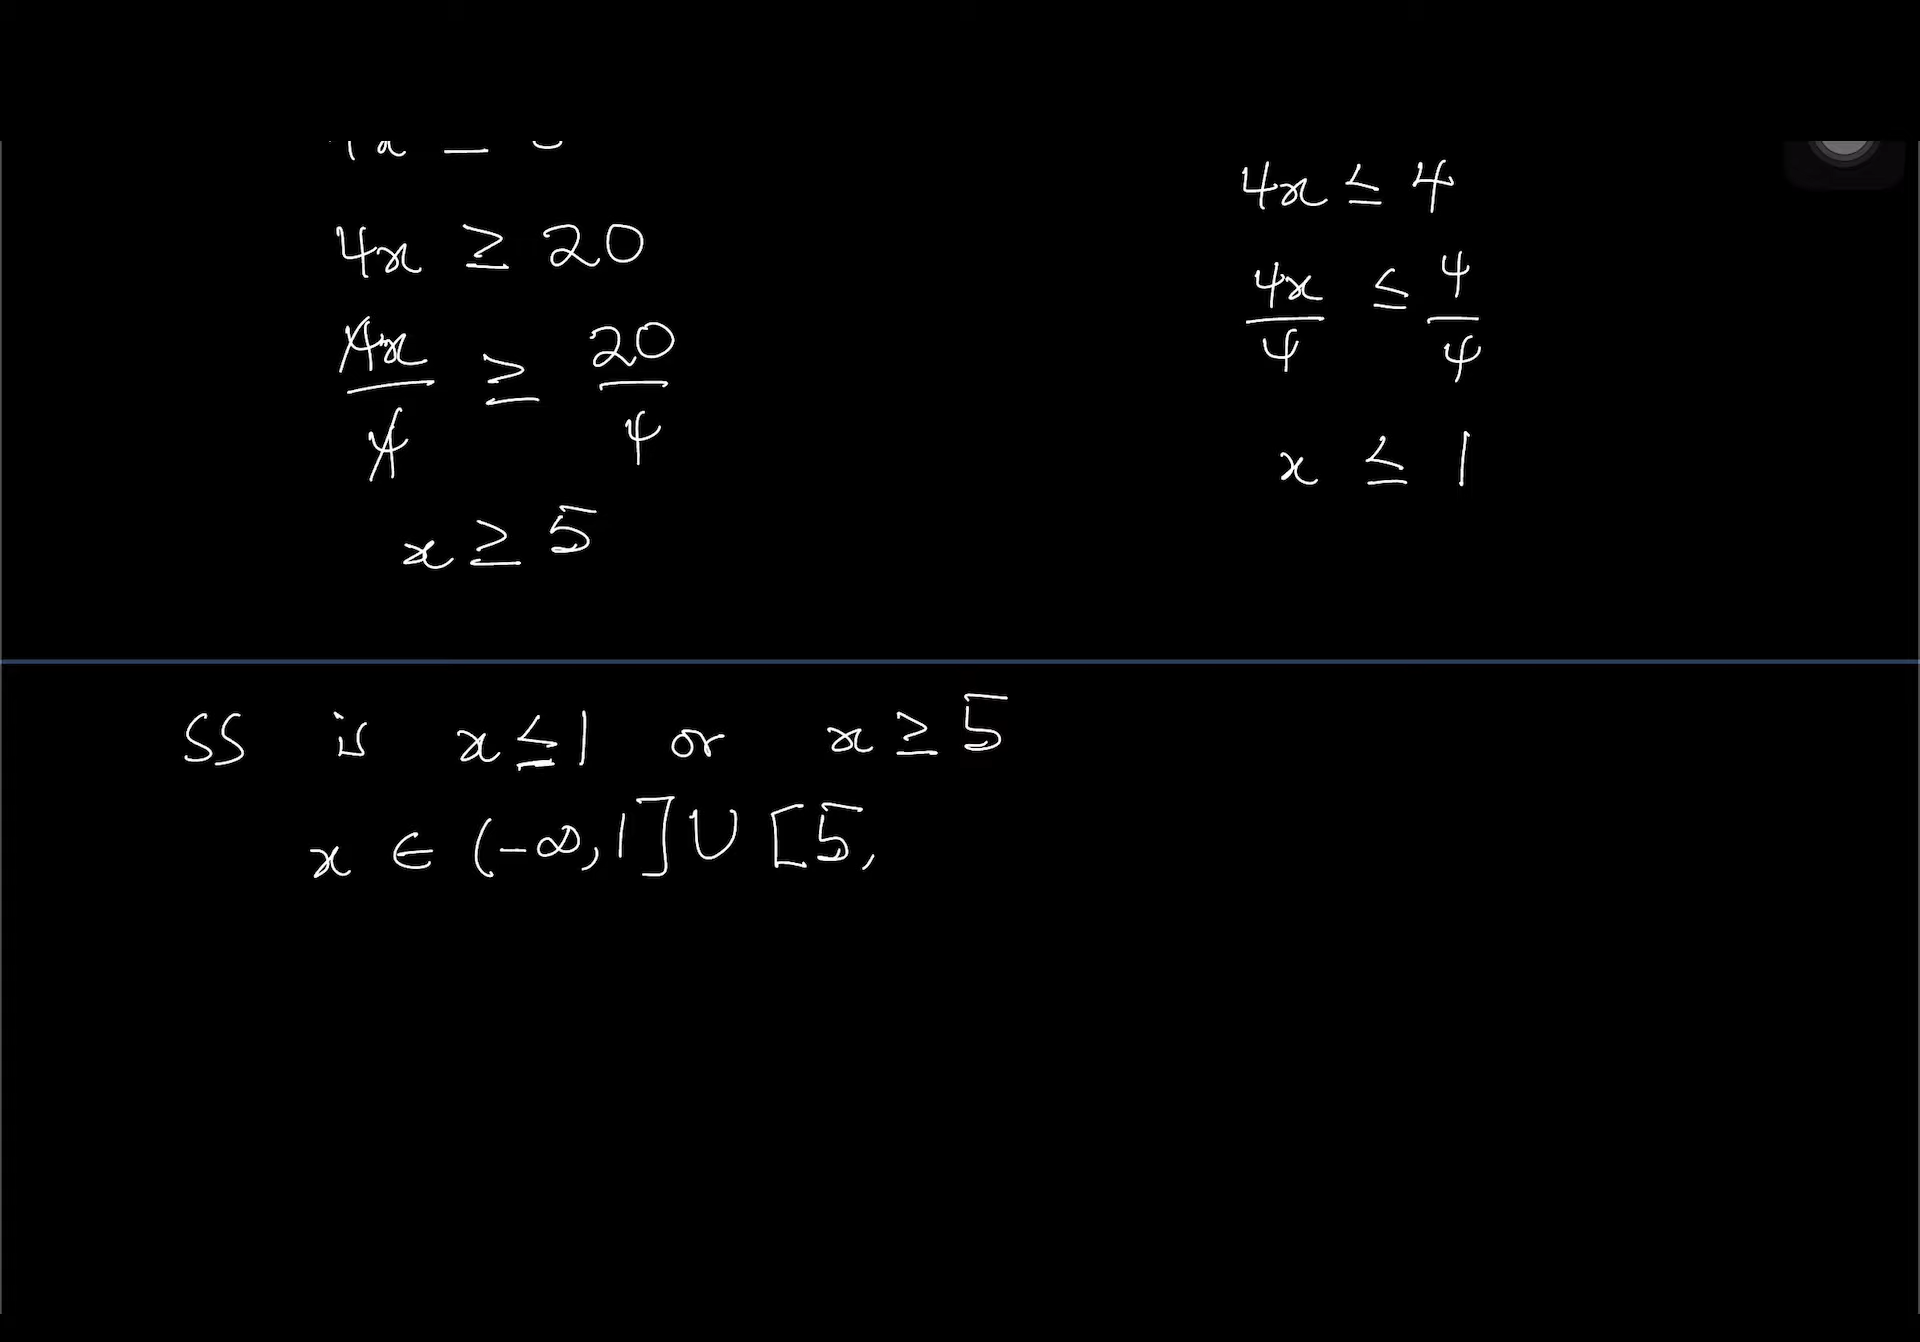 4x ≥ 20
4x/4 ≥ 20/4
x ≥ 5
4x ≤ 4
4x/4 ≤ 4/4
x ≤ 1
SS is x ≤ 1 or x ≥ 5
x ∈ (-∞, 1] ∪ [5,